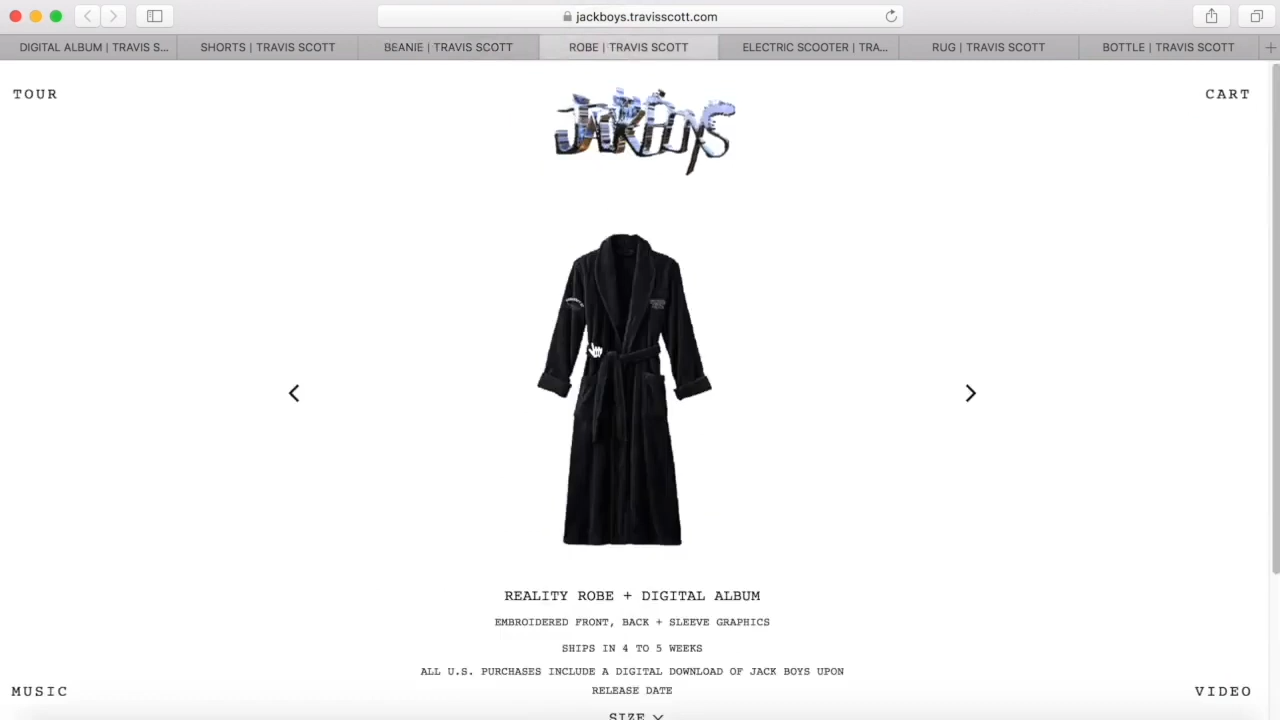 jackboys.travisscott.com
DIGITAL ALBUM | TRAVIS S...
SHORTS | TRAVIS SCOTT
BEANIE | TRAVIS SCOTT
ROBE | TRAVIS SCOTT
ELECTRIC SCOOTER | TRA...
RUG | TRAVIS SCOTT
BOTTLE | TRAVIS SCOTT
TOUR
JACKBOYS
CART
REALITY ROBE + DIGITAL ALBUM
EMBROIDERED FRONT, BACK + SLEEVE GRAPHICS
SHIPS IN 4 TO 5 WEEKS
ALL U.S. PURCHASES INCLUDE A DIGITAL DOWNLOAD OF JACK BOYS UPON
RELEASE DATE
MUSIC
VIDEO
SIZE